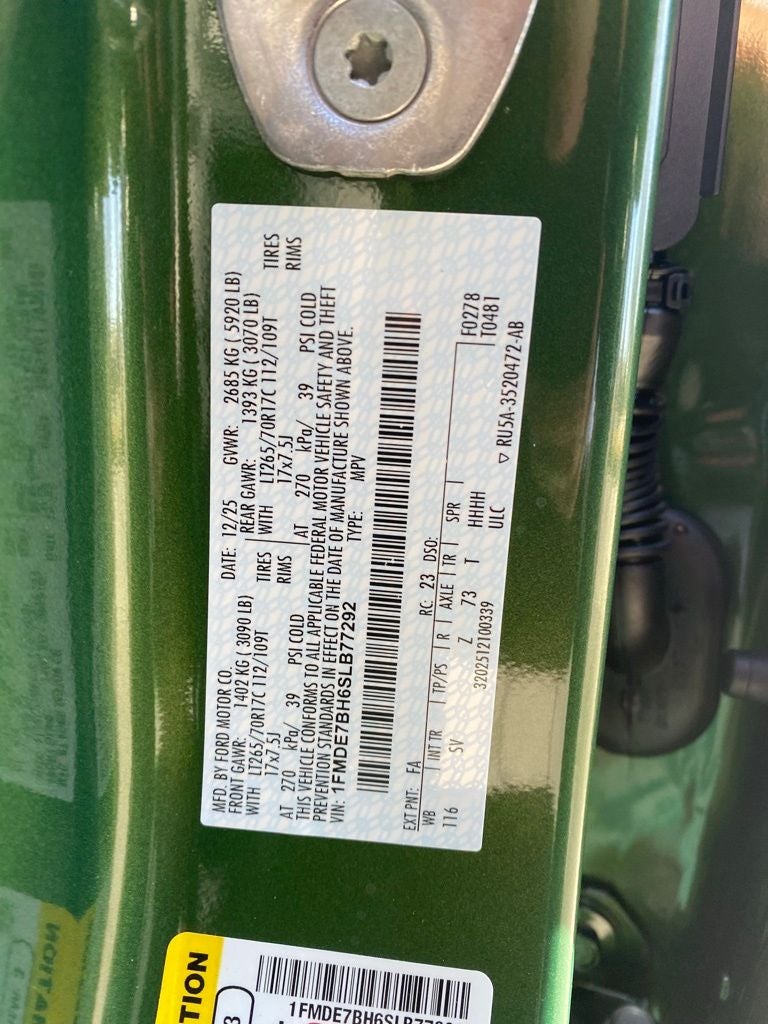 MFD. BY FORD MOTOR CO.
DATE: 12/25 GVWR: 2685 KG ( 5920 LB)
FRONT GAWR: 1402 KG ( 3090 LB) REAR GAWR: 1393 KG ( 3070 LB)
WITH LT265/70R17C 112/109T TIRES WITH LT265/70R17C 112/109T TIRES
17x7.5J RIMS 17x7.5J RIMS
AT 270 kPa/ 39 PSI COLD AT 270 kPa/ 39 PSI COLD
THIS VEHICLE CONFORMS TO ALL APPLICABLE FEDERAL MOTOR VEHICLE SAFETY AND THEFT
PREVENTION STANDARDS IN EFFECT ON THE DATE OF MANUFACTURE SHOWN ABOVE.
VIN: 1FMDE7BH6SLB77292 TYPE: MPV
EXT PNT: FA RC: 23 DSO: F0278
WB INT TR TP/PS R AXLE TR SPR T0481
116 SV Z 73 T HHHH
3202512100339 ULC ▽ RU5A-3520472-AB
TION
3
1FMDE7BH6SLB77